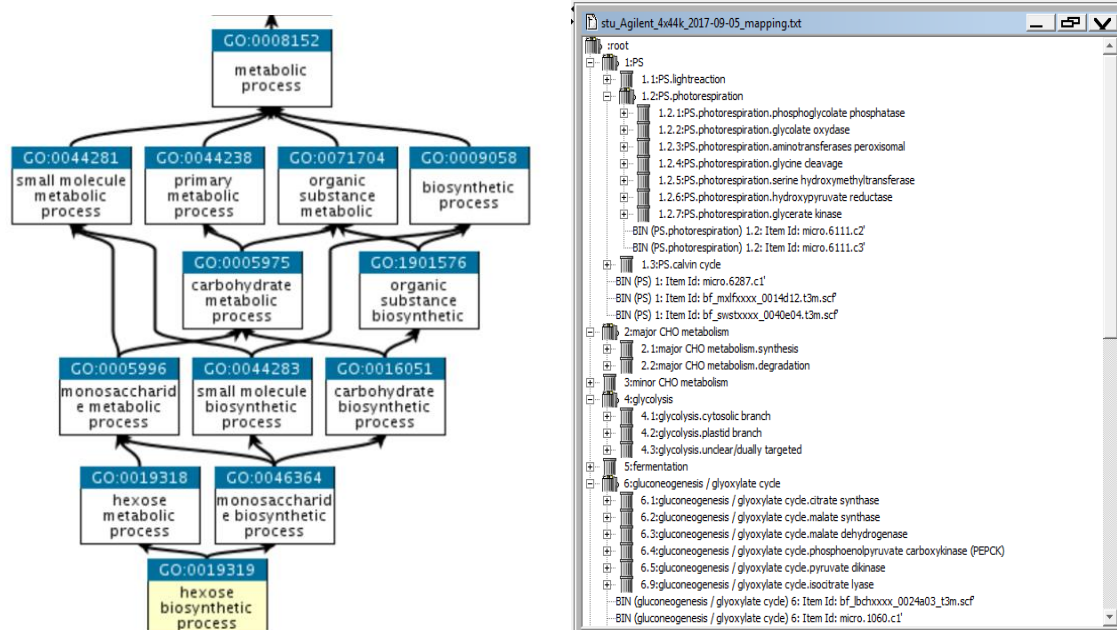 GO:0008152
metabolic
process
GO:0044281
small molecule
metabolic
process
GO:0044238
primary
metabolic
process
GO:0071704
organic
substance
metabolic
GO:0009058
biosynthetic
process
GO:0005975
carbohydrate
metabolic
process
GO:1901576
organic
substance
biosynthetic
GO:0005996
monosaccharid
e metabolic
process
GO:0044283
small molecule
biosynthetic
process
GO:0016051
carbohydrate
biosynthetic
process
GO:0019318
hexose
metabolic
process
GO:0046364
monosaccharid
e biosynthetic
process
GO:0019319
hexose
biosynthetic
process
stu_Agilent_4x44k_2017-09-05_mapping.txt
:root
1:PS
1.1:PS.lightreaction
1.2:PS.photorespiration
1.2.1:PS.photorespiration.phosphoglycolate phosphatase
1.2.2:PS.photorespiration.glycolate oxydase
1.2.3:PS.photorespiration.aminotransferases peroxisomal
1.2.4:PS.photorespiration.glycine cleavage
1.2.5:PS.photorespiration.serine hydroxymethyltransferase
1.2.6:PS.photorespiration.hydroxypyruvate reductase
1.2.7:PS.photorespiration.glycerate kinase
BIN (PS.photorespiration) 1.2: Item Id: micro.6111.c2'
BIN (PS.photorespiration) 1.2: Item Id: micro.6111.c3'
1.3:PS.calvin cycle
BIN (PS) 1: Item Id: micro.6287.c1'
BIN (PS) 1: Item Id: bf_mxlfxxxx_0014d12.t3m.scf'
BIN (PS) 1: Item Id: bf_swstxxxx_0040e04.t3m.scf'
2:major CHO metabolism
2.1:major CHO metabolism.synthesis
2.2:major CHO metabolism.degradation
3:minor CHO metabolism
4:glycolysis
4.1:glycolysis.cytosolic branch
4.2:glycolysis.plastid branch
4.3:glycolysis.unclear/dually targeted
5:fermentation
6:gluconeogenesis / glyoxylate cycle
6.1:gluconeogenesis / glyoxylate cycle.citrate synthase
6.2:gluconeogenesis / glyoxylate cycle.malate synthase
6.3:gluconeogenesis / glyoxylate cycle.malate dehydrogenase
6.4:gluconeogenesis / glyoxylate cycle.phosphoenolpyruvate carboxykinase (PEPCK)
6.5:gluconeogenesis / glyoxylate cycle.pyruvate dikinase
6.9:gluconeogenesis / glyoxylate cycle.isocitrate lyase
BIN (gluconeogenesis / glyoxylate cycle) 6: Item Id: bf_lbchxxxx_0024a03_t3m.scf'
BIN (gluconeogenesis / glyoxylate cycle) 6: Item Id: micro.1060.c1'